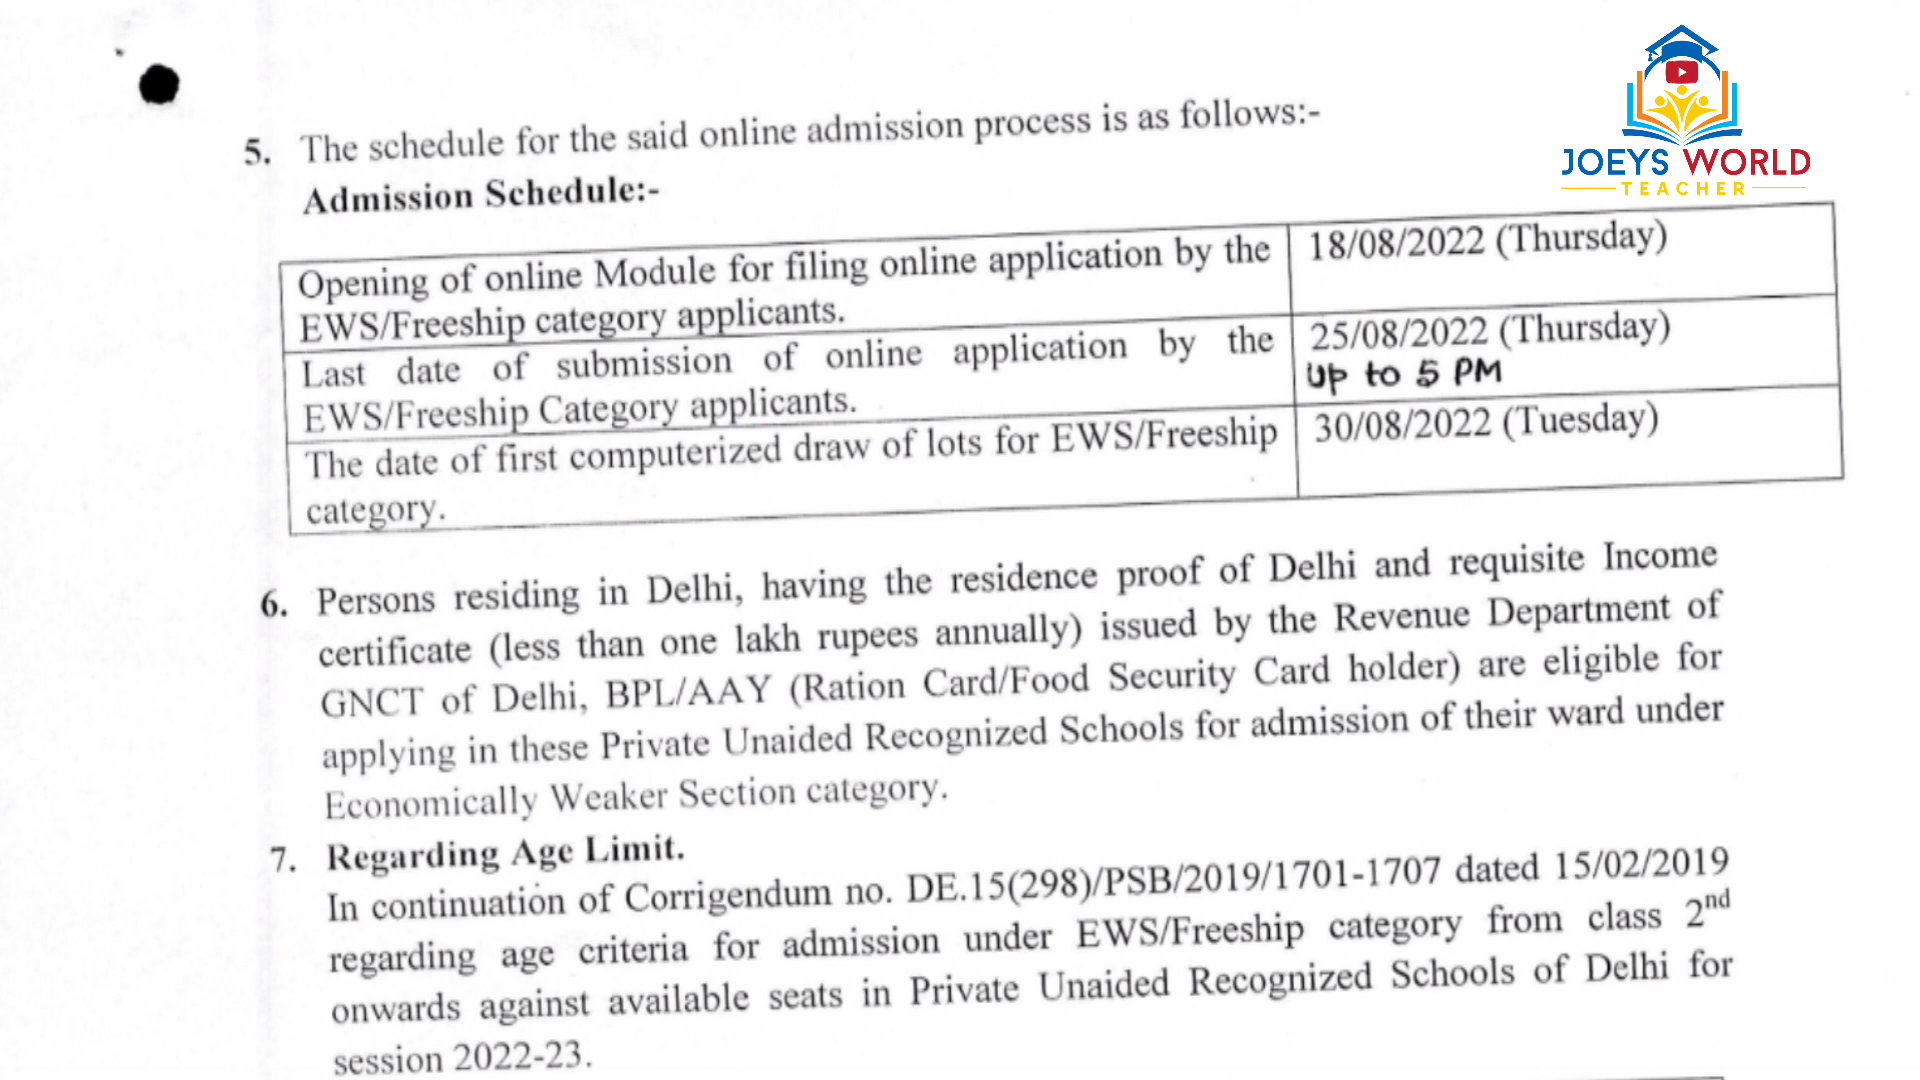 JOEYS WORLD
TEACHER
5. The schedule for the said online admission process is as follows:-
Admission Schedule:-
Opening of online Module for filing online application by the
EWS/Freeship category applicants.
18/08/2022 (Thursday)
Last date of submission of online application by the
EWS/Freeship Category applicants.
25/08/2022 (Thursday)
Up to 5 PM
The date of first computerized draw of lots for EWS/Freeship
category.
30/08/2022 (Tuesday)
6. Persons residing in Delhi, having the residence proof of Delhi and requisite Income
certificate (less than one lakh rupees annually) issued by the Revenue Department of
GNCT of Delhi, BPL/AAY (Ration Card/Food Security Card holder) are eligible for
applying in these Private Unaided Recognized Schools for admission of their ward under
Economically Weaker Section category.
7. Regarding Age Limit.
In continuation of Corrigendum no. DE.15(298)/PSB/2019/1701-1707 dated 15/02/2019
regarding age criteria for admission under EWS/Freeship category from class 2nd
onwards against available seats in Private Unaided Recognized Schools of Delhi for
session 2022-23.